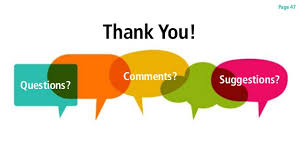 Page 47
Thank You!
Questions?
Comments?
Suggestions?